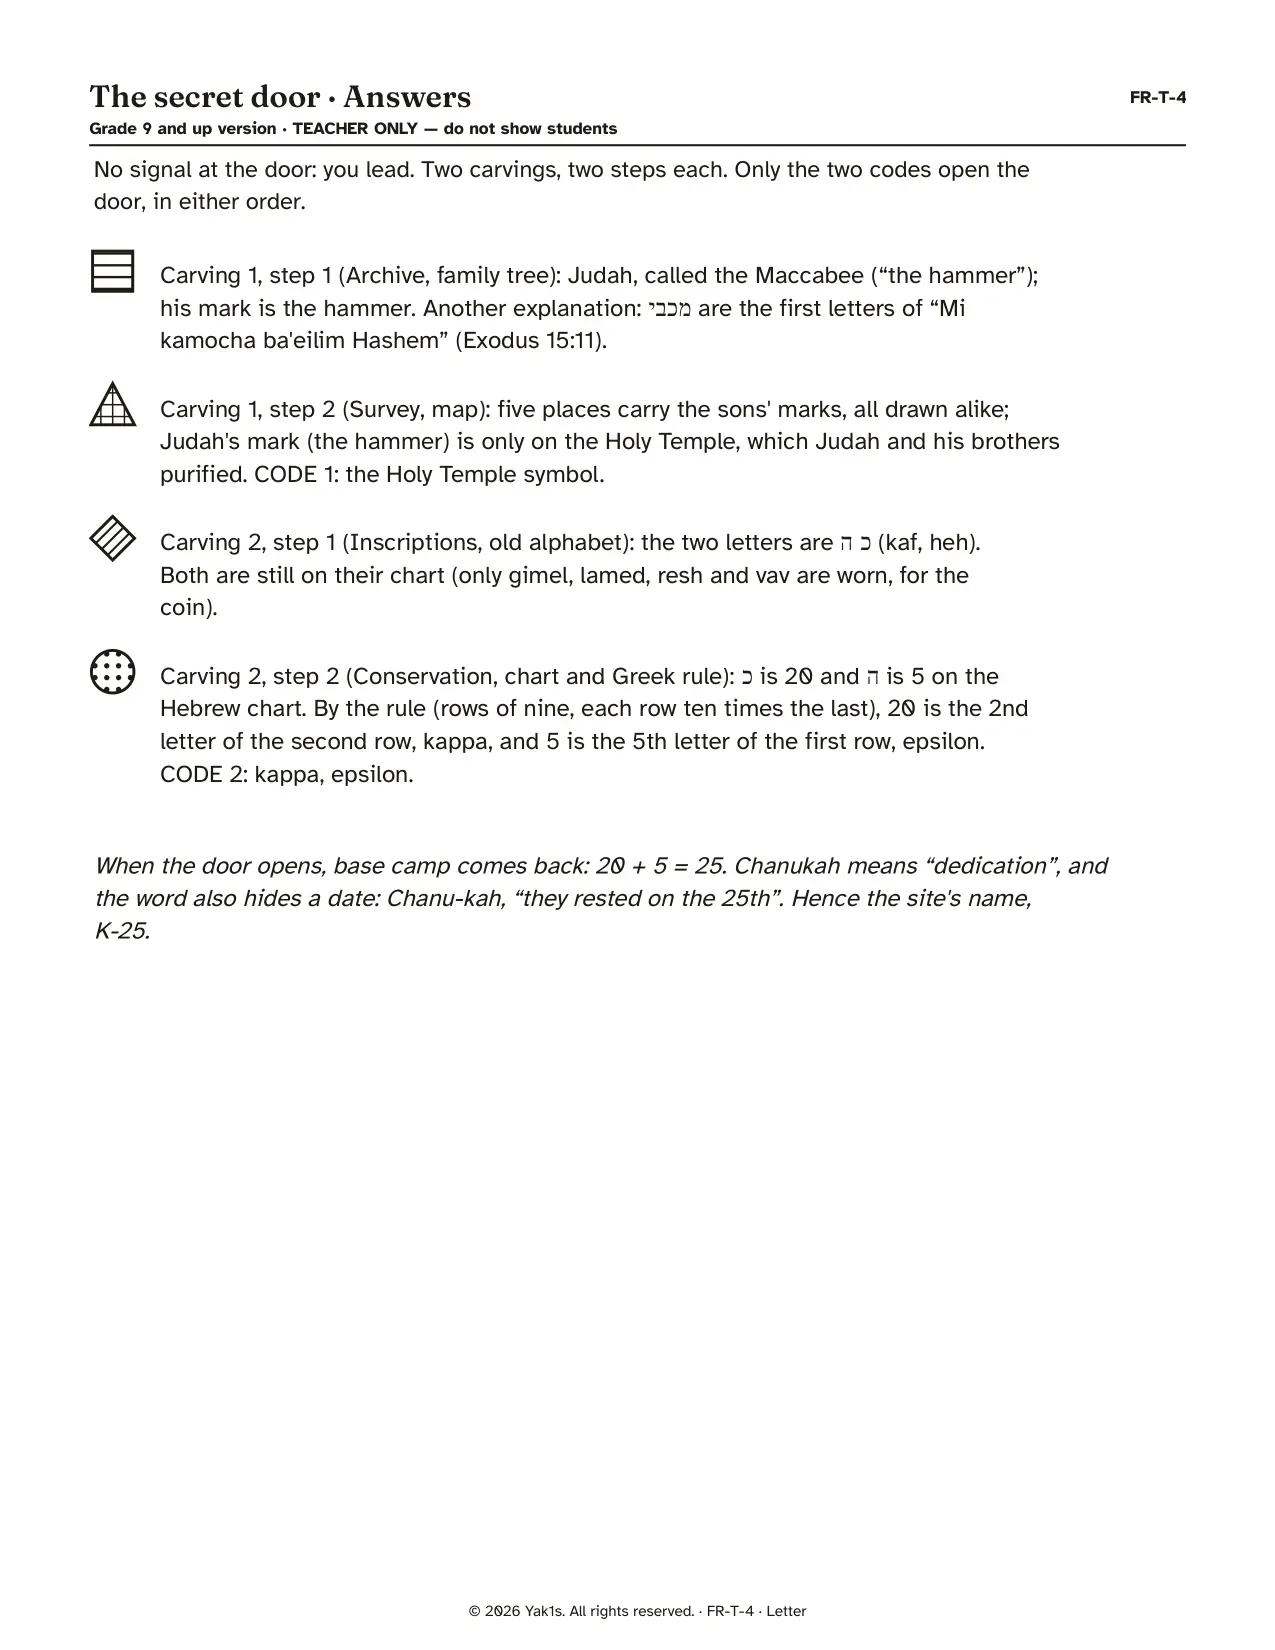 The secret door · Answers
FR-T-4
Grade 9 and up version · TEACHER ONLY — do not show students
No signal at the door: you lead. Two carvings, two steps each. Only the two codes open the
door, in either order.
Carving 1, step 1 (Archive, family tree): Judah, called the Maccabee (“the hammer”);
his mark is the hammer. Another explanation: מכבי are the first letters of “Mi
kamocha ba'eilim Hashem” (Exodus 15:11).
Carving 1, step 2 (Survey, map): five places carry the sons' marks, all drawn alike;
Judah's mark (the hammer) is only on the Holy Temple, which Judah and his brothers
purified. CODE 1: the Holy Temple symbol.
Carving 2, step 1 (Inscriptions, old alphabet): the two letters are כ ה (kaf, heh).
Both are still on their chart (only gimel, lamed, resh and vav are worn, for the
coin).
Carving 2, step 2 (Conservation, chart and Greek rule): כ is 20 and ה is 5 on the
Hebrew chart. By the rule (rows of nine, each row ten times the last), 20 is the 2nd
letter of the second row, kappa, and 5 is the 5th letter of the first row, epsilon.
CODE 2: kappa, epsilon.
When the door opens, base camp comes back: 20 + 5 = 25. Chanukah means “dedication”, and
the word also hides a date: Chanu-kah, “they rested on the 25th”. Hence the site's name,
K-25.
© 2026 Yak1s. All rights reserved. · FR-T-4 · Letter